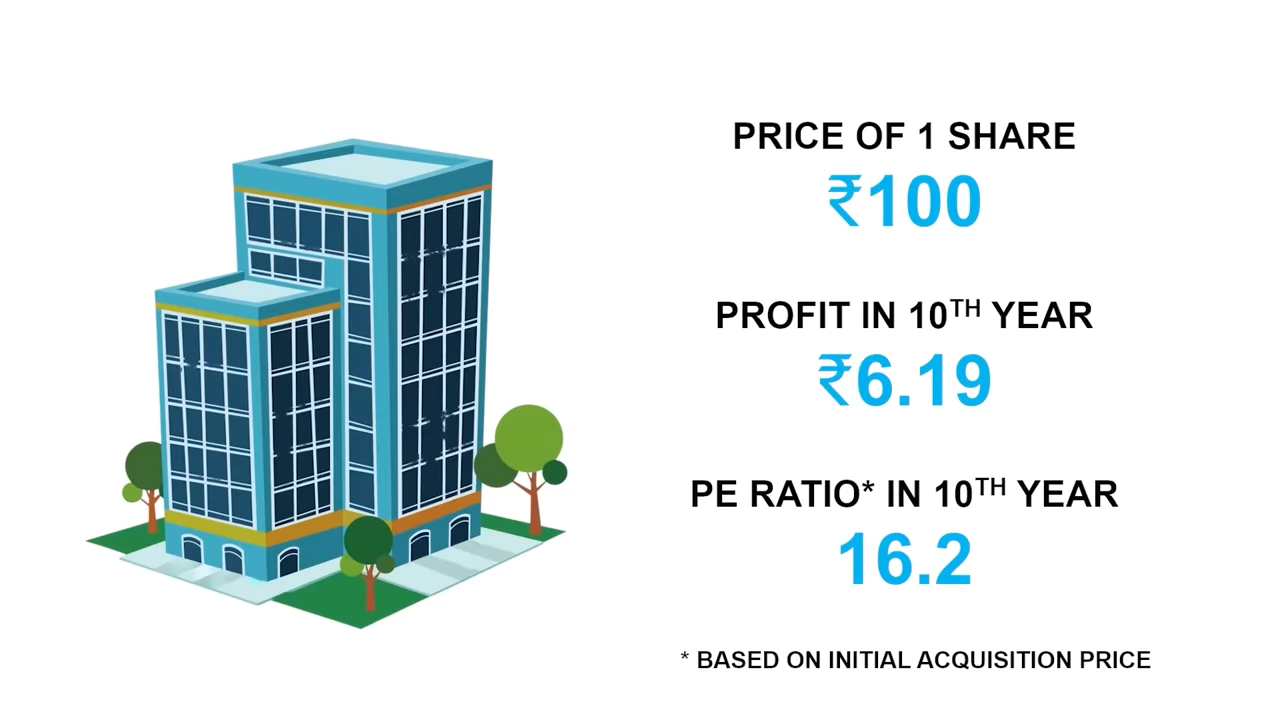 PRICE OF 1 SHARE
₹100
PROFIT IN 10TH YEAR
₹6.19
PE RATIO* IN 10TH YEAR
16.2
* BASED ON INITIAL ACQUISITION PRICE